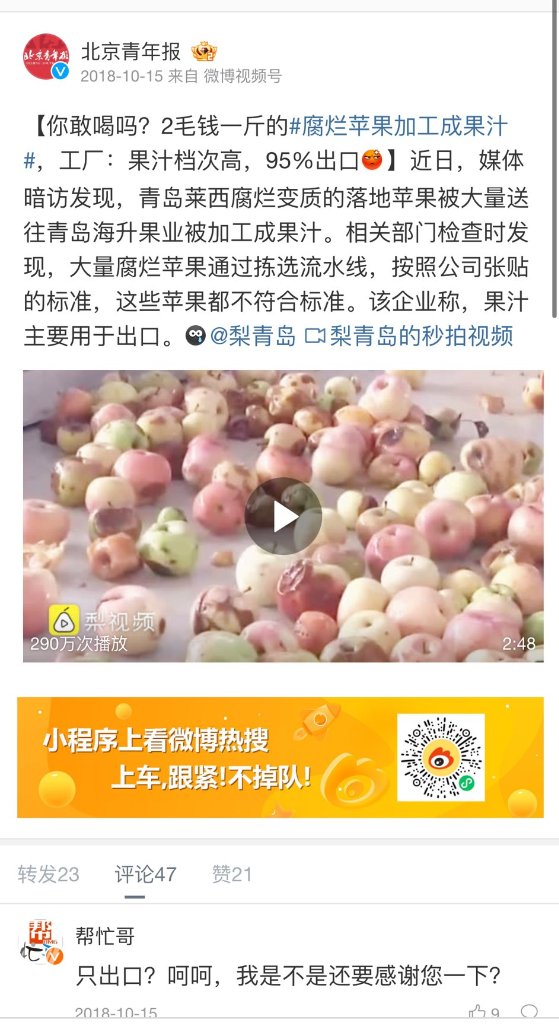 北京青年报
2018-10-15 来自 微博视频号
【你敢喝吗？2毛钱一斤的#腐烂苹果加工成果汁
#，工厂：果汁档次高，95%出口】近日，媒体
暗访发现，青岛莱西腐烂变质的落地苹果被大量送
往青岛海升果业被加工成果汁。相关部门检查时发
现，大量腐烂苹果通过拣选流水线，按照公司张贴
的标准，这些苹果都不符合标准。该企业称，果汁
主要用于出口。@梨青岛 梨青岛的秒拍视频
梨视频
290万次播放 2:48
小程序上看微博热搜
上车,跟紧!不掉队!
转发23 评论47 赞21
帮忙哥
只出口？呵呵，我是不是还要感谢您一下?
2018-10-15 9